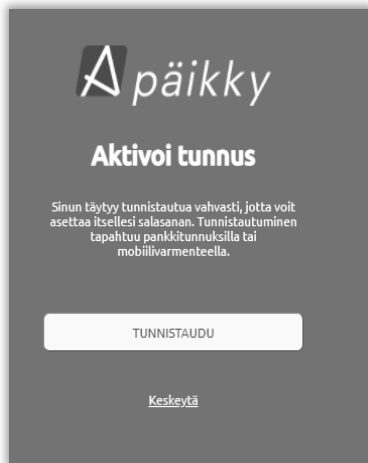 päikky
Aktivoi tunnus
Sinun täytyy tunnistautua vahvasti, jotta voit
asettaa itsellesi salasanan. Tunnistautuminen
tapahtuu pankkitunnuksilla tai
mobiilivarmenteella.
TUNNISTAUDU
Keskeytä